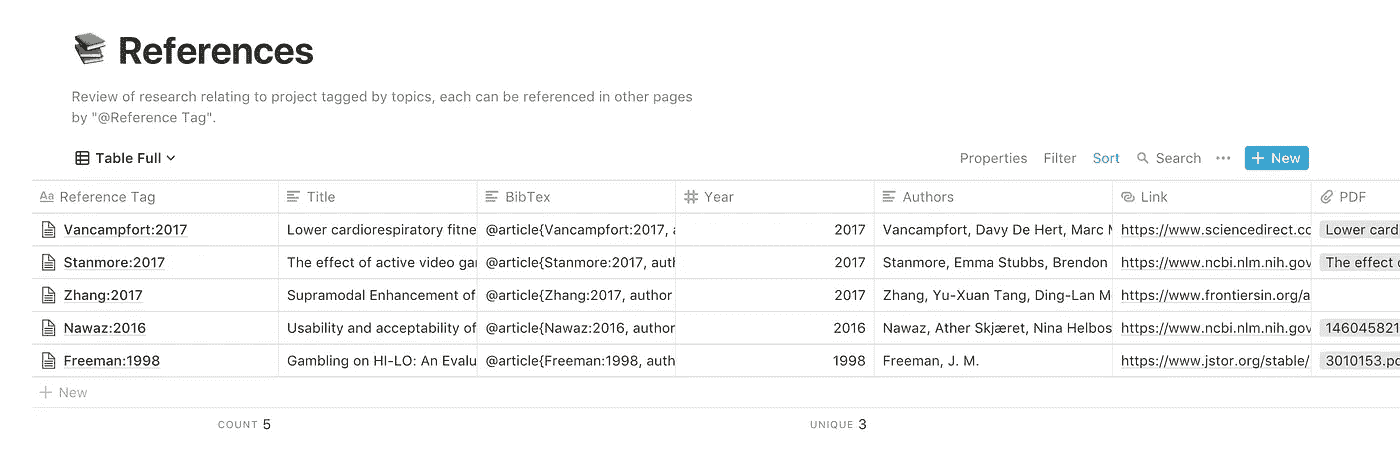 References
Review of research relating to project tagged by topics, each can be referenced in other pages
by "@Reference Tag".
Table Full Properties Filter Sort Search ··· + New
Aa Reference Tag Title BibTex # Year Authors Link PDF
Vancampfort:2017 Lower cardiorespiratory fitne @article{Vancampfort:2017, 2017 Vancampfort, Davy De Hert, Marc https://www.sciencedirect.cc Lower card
Stanmore:2017 The effect of active video gar @article{Stanmore:2017, auth 2017 Stanmore, Emma Stubbs, Brendon https://www.ncbi.nlm.nih.gov The effect
Zhang:2017 Supramodal Enhancement of @article{Zhang:2017, author 2017 Zhang, Yu-Xuan Tang, Ding-Lan M https://www.frontiersin.org/a
Nawaz:2016 Usability and acceptability of @article{Nawaz:2016, author 2016 Nawaz, Ather Skjæret, Nina Helbos https://www.ncbi.nlm.nih.gov 146045821
Freeman:1998 Gambling on HI-LO: An Evalu @article{Freeman:1998, auth 1998 Freeman, J. M. https://www.jstor.org/stable/ 3010153.pd
+ New
COUNT 5 UNIQUE 3